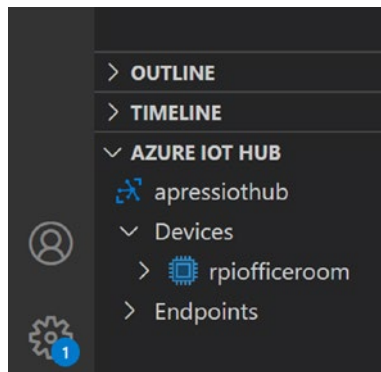 OUTLINE
TIMELINE
AZURE IOT HUB
apressiothub
Devices
rpiofficeroom
Endpoints
1